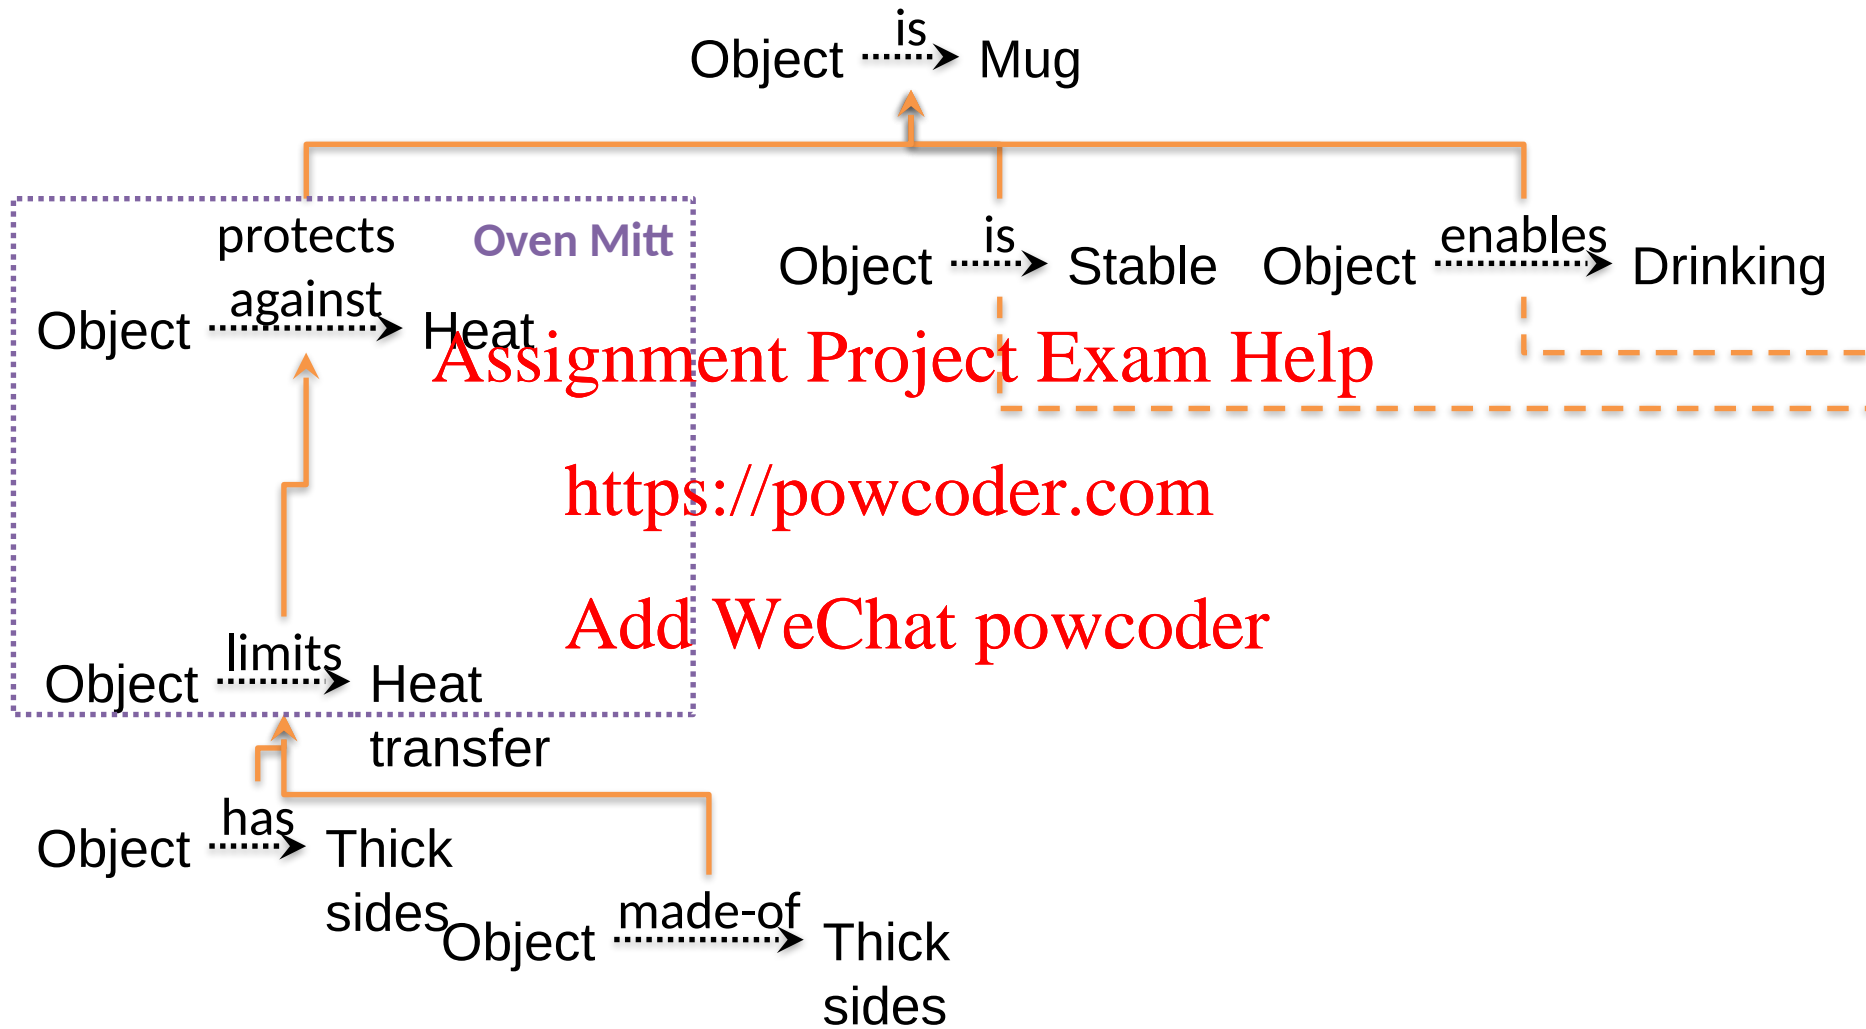 Object is Mug
protects
against
Oven Mitt
Object Heat
Object is Stable
Object enables Drinking
Assignment Project Exam Help
https://powcoder.com
Add WeChat powcoder
Object limits Heat
transfer
Object has Thick
sides
Object made-of Thick
sides